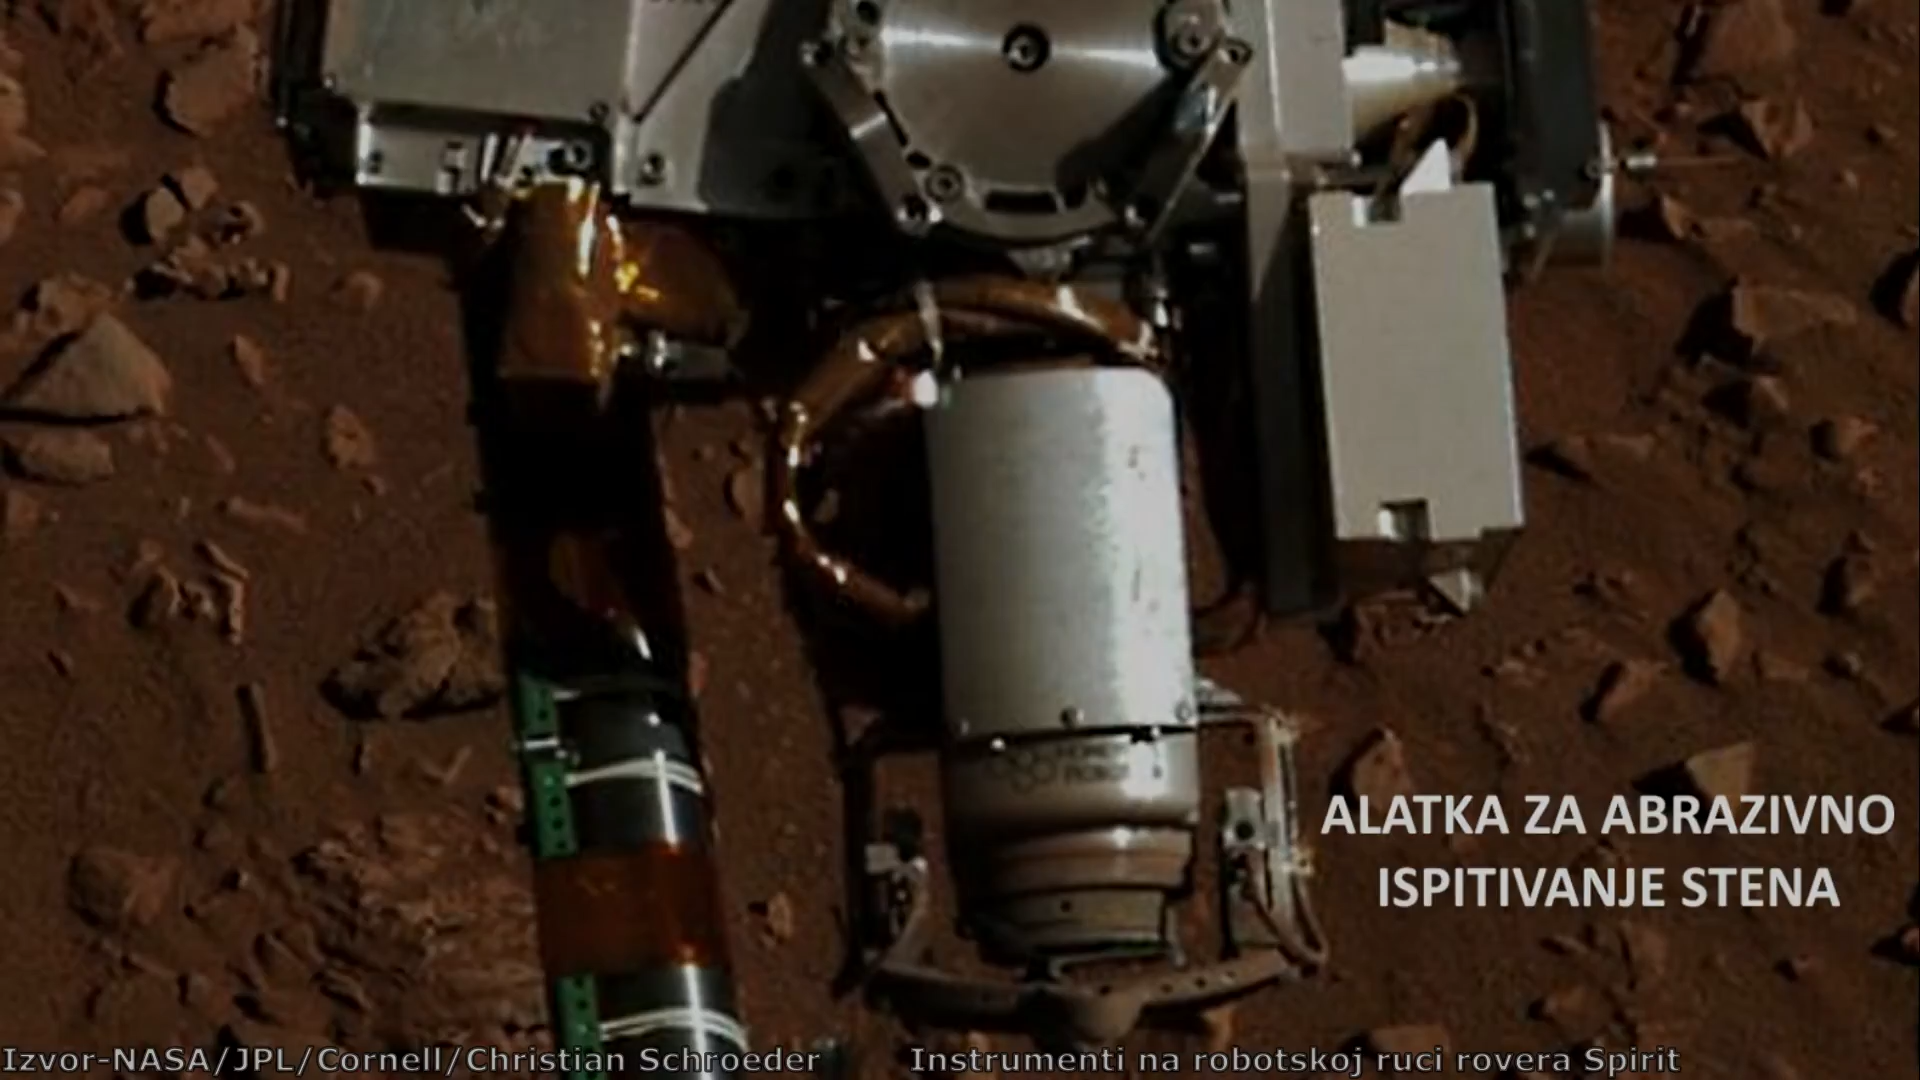 ALATKA ZA ABRAZIVNO
ISPITIVANJE STENA
Izvor-NASA/JPL/Cornell/Christian Schroeder
Instrumenti na robotskoj ruci rovera Spirit